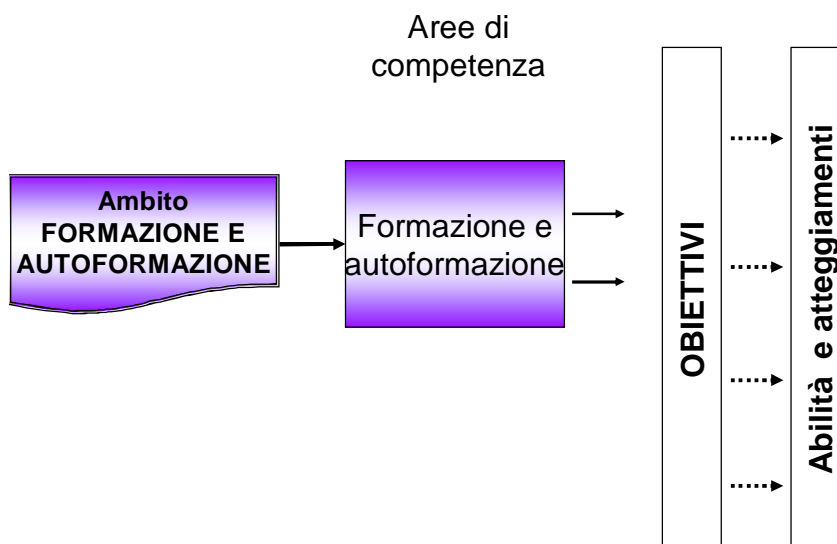 Aree di
competenza
Ambito
FORMAZIONE E
AUTOFORMAZIONE
Formazione e
autoformazione
OBIETTIVI
Abilità e atteggiamenti